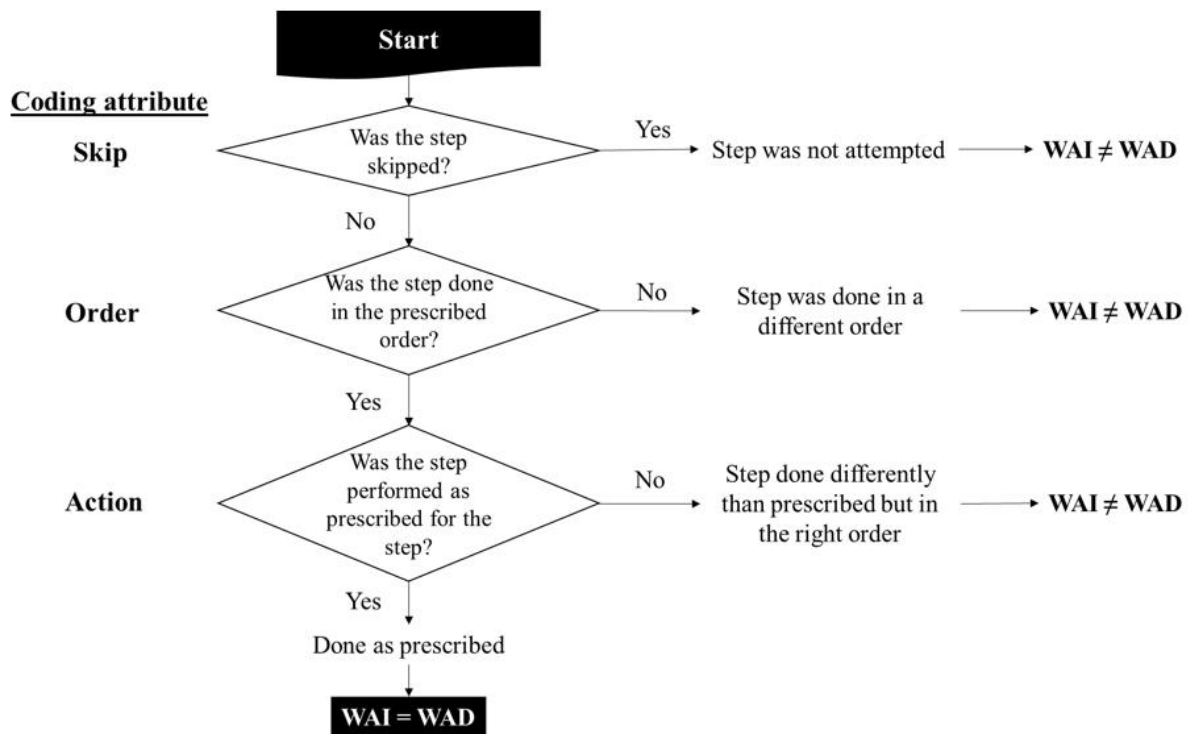 Start
Coding attribute
Skip
Was the step
skipped?
Yes
Step was not attempted
WAI ≠ WAD
No
Order
Was the step done
in the prescribed
order?
No
Step was done in a
different order
WAI ≠ WAD
Yes
Action
Was the step
performed as
prescribed for the
step?
No
Step done differently
than prescribed but in
the right order
WAI ≠ WAD
Yes
Done as prescribed
WAI = WAD